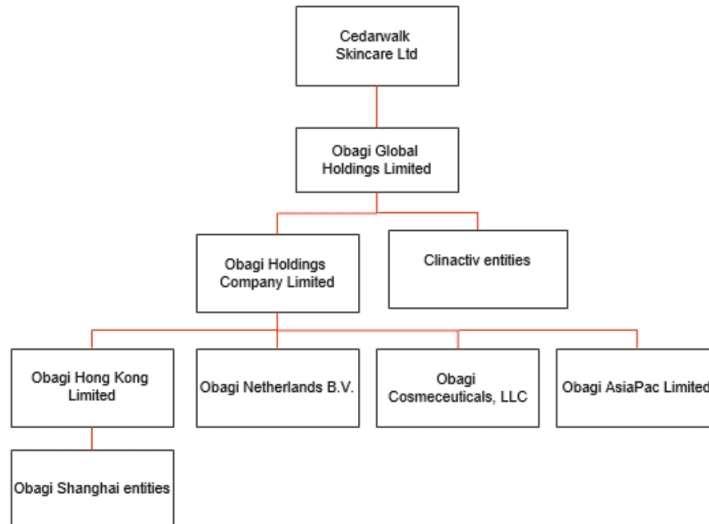 Cedarwalk
Skincare Ltd
Obagi Global
Holdings Limited
Obagi Holdings
Company Limited
Clinactiv entities
Obagi Hong Kong
Limited
Obagi Netherlands B.V.
Obagi
Cosmeceuticals, LLC
Obagi AsiaPac Limited
Obagi Shanghai entities